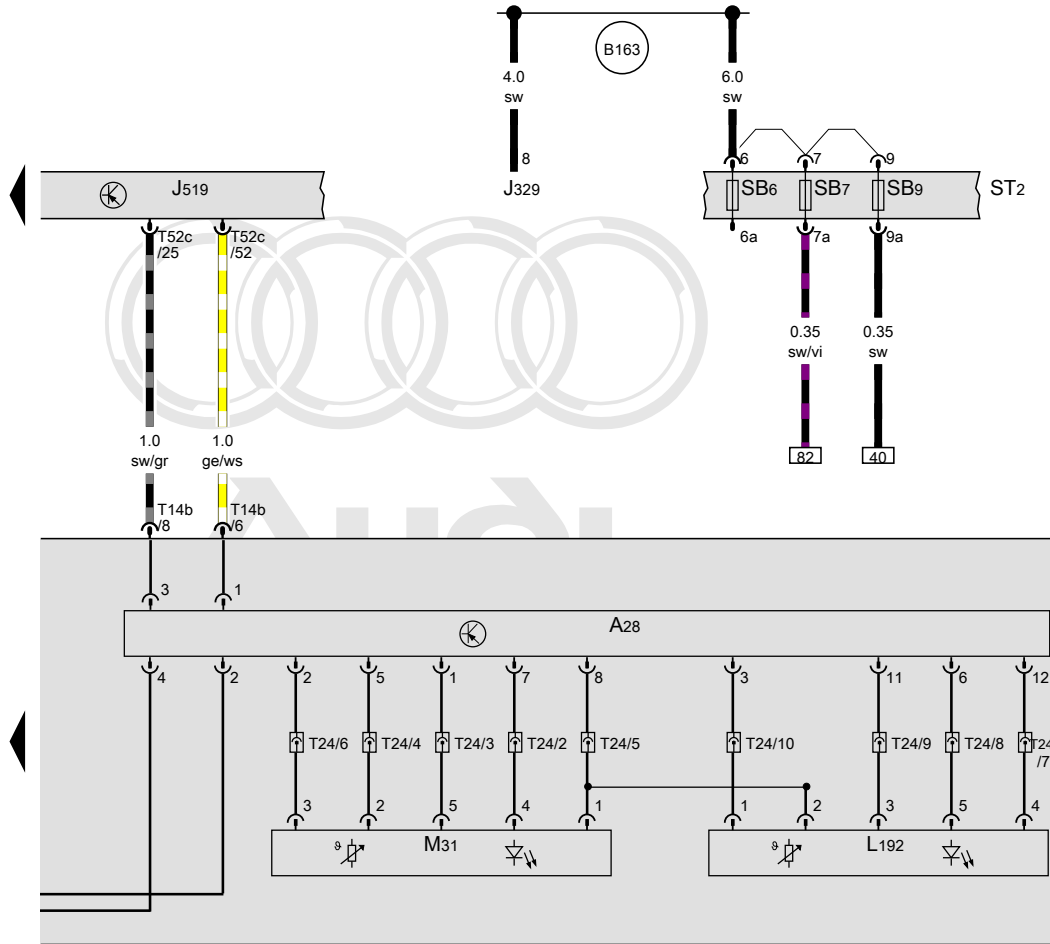 B163
4.0
sw
6.0
sw
8
6
7
9
J519
J329
SB6
SB7
SB9
ST2
T52c
/25
T52c
/52
6a
7a
9a
0.35
sw/vi
0.35
sw
1.0
sw/gr
1.0
ge/ws
82
40
T14b
/8
T14b
/6
Audi
3
1
A28
4
2
2
5
1
7
8
3
11
6
12
T24/6
T24/4
T24/3
T24/2
T24/5
T24/10
T24/9
T24/8
T24
/7
3
2
5
4
1
1
2
3
5
4
ϑ
M31
ϑ
L192